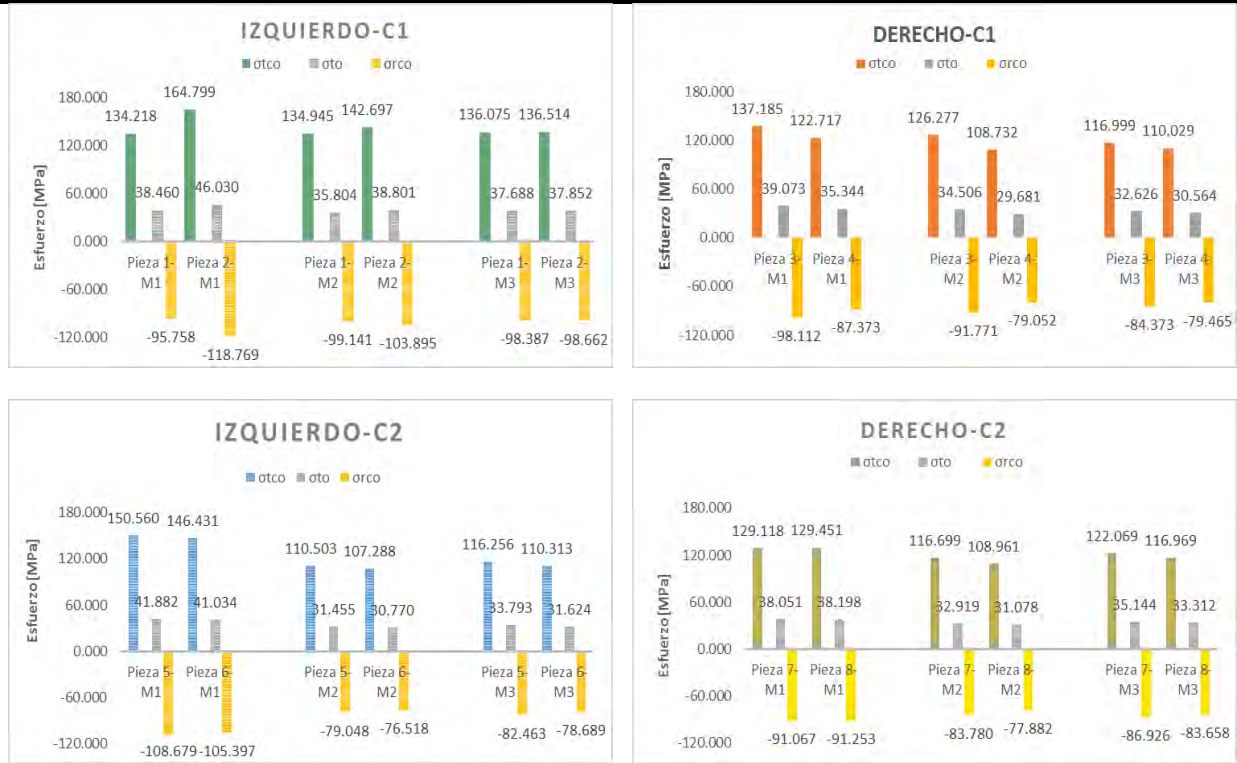 IZQUIERDO-C1
σtco σto σrco
Esfuerzo [MPa]
180.000
120.000
60.000
0.000
-60.000
-120.000
134.218 164.799 134.945 142.697 136.075 136.514
38.460 46.030 35.804 38.801 37.688 37.852
Pieza 1- Pieza 2- Pieza 1- Pieza 2- Pieza 1- Pieza 2-
M1 M1 M2 M2 M3 M3
-95.758 -118.769 -99.141 -103.895 -98.387 -98.662
DERECHO-C1
σtco σto σrco
Esfuerzo [MPa]
180.000
120.000
60.000
0.000
-60.000
-120.000
137.185 122.717 126.277 108.732 116.999 110.029
39.073 35.344 34.506 29.681 32.626 30.564
Pieza 3- Pieza 4- Pieza 3- Pieza 4- Pieza 3- Pieza 4-
M1 M1 M2 M2 M3 M3
-98.112 -87.373 -91.771 -79.052 -84.373 -79.465
IZQUIERDO-C2
σtco σto σrco
Esfuerzo [MPa]
180.000
120.000
60.000
0.000
-60.000
-120.000
150.560 146.431 110.503 107.288 116.256 110.313
41.882 41.034 31.455 30.770 33.793 31.624
Pieza 5- Pieza 6- Pieza 5- Pieza 6- Pieza 5- Pieza 6-
M1 M1 M2 M2 M3 M3
-108.679 -105.397 -79.048 -76.518 -82.463 -78.689
DERECHO-C2
σtco σto σrco
Esfuerzo [MPa]
180.000
120.000
60.000
0.000
-60.000
-120.000
129.118 129.451 116.699 108.961 122.069 116.969
38.051 38.198 32.919 31.078 35.144 33.312
Pieza 7- Pieza 8- Pieza 7- Pieza 8- Pieza 7- Pieza 8-
M1 M1 M2 M2 M3 M3
-91.067 -91.253 -83.780 -77.882 -86.926 -83.658